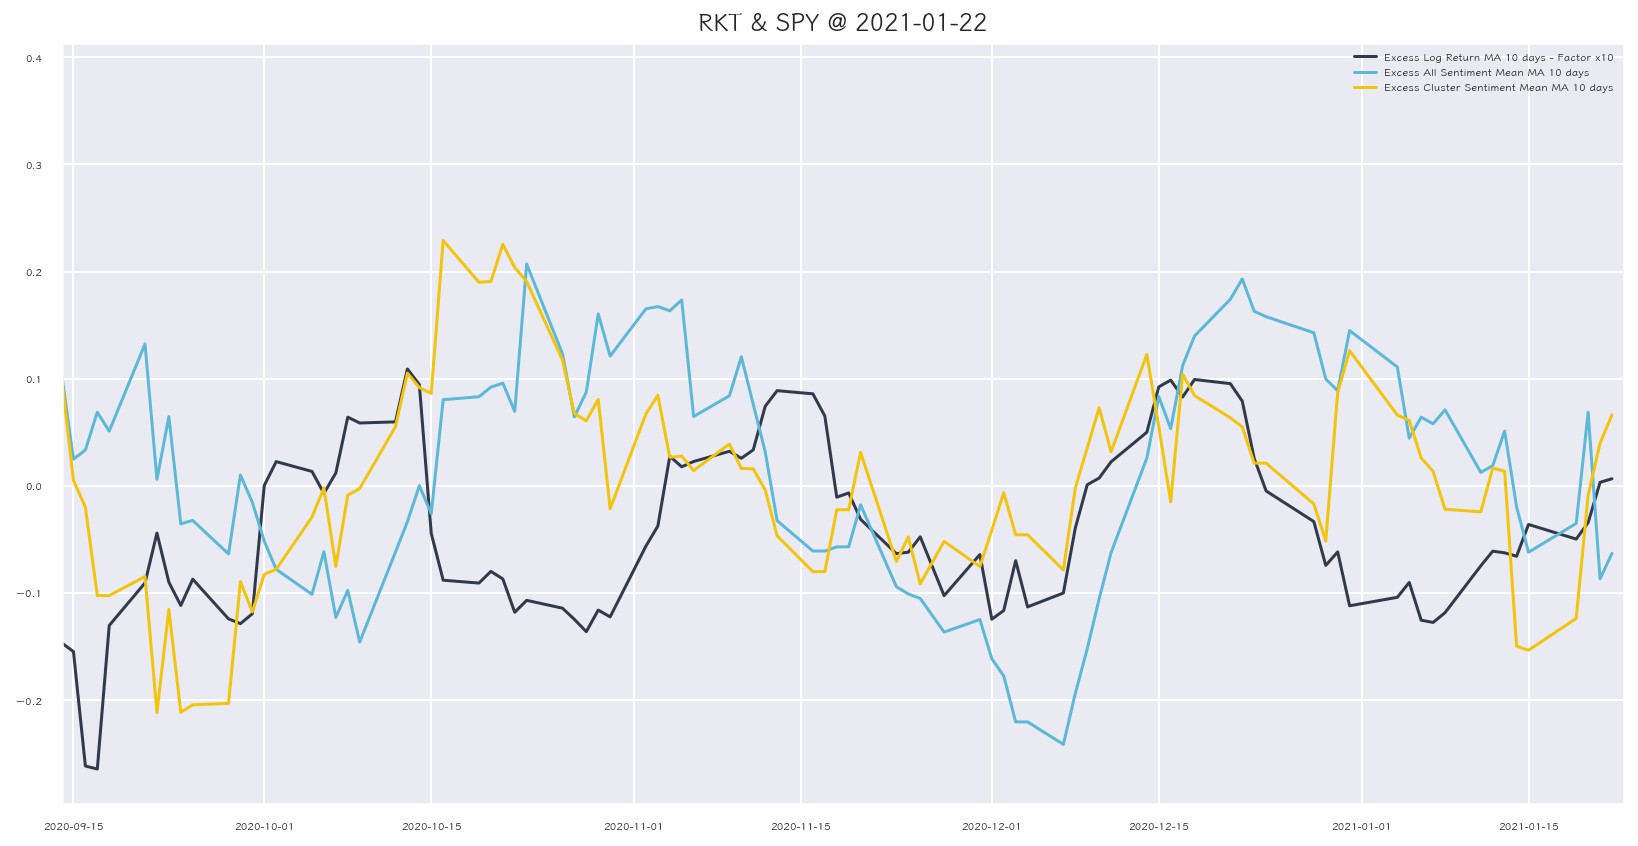 RKT & SPY @ 2021-01-22
Excess Log Return MA 10 days - Factor x10
Excess All Sentiment Mean MA 10 days
Excess Cluster Sentiment Mean MA 10 days
0.4
0.3
0.2
0.1
0.0
−0.1
−0.2
2020-09-15 2020-10-01 2020-10-15 2020-11-01 2020-11-15 2020-12-01 2020-12-15 2021-01-01 2021-01-15